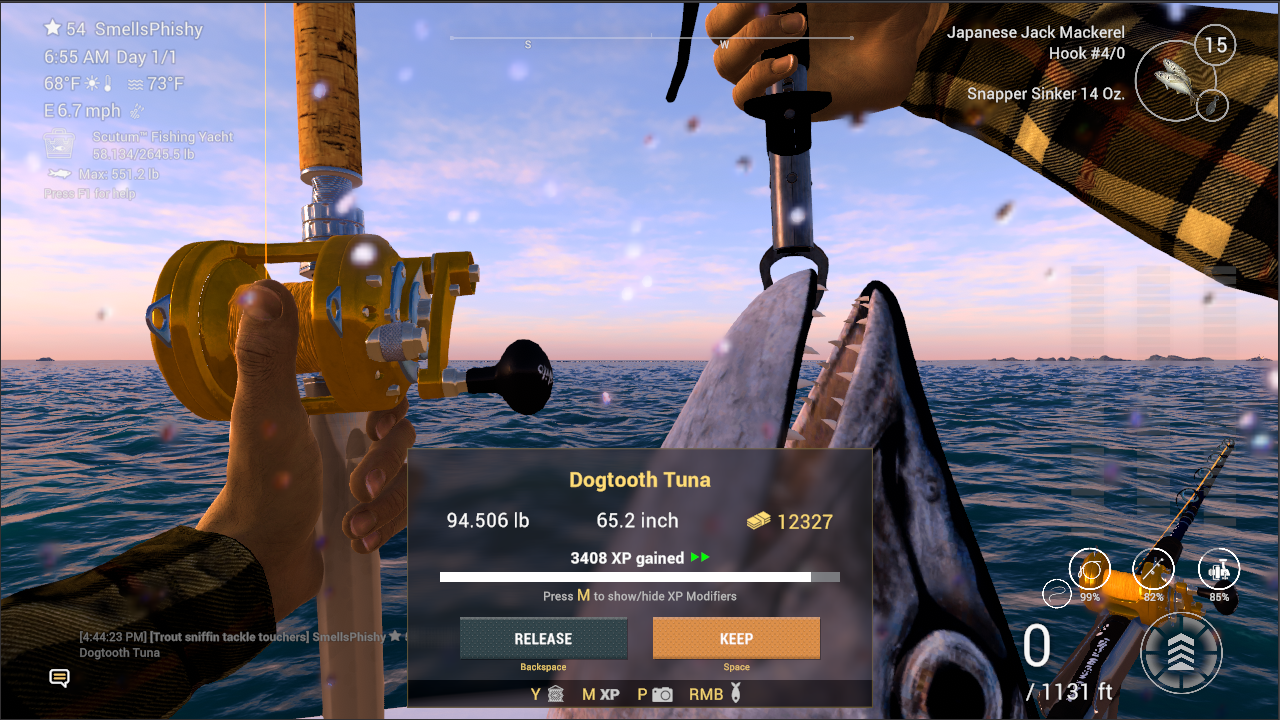 54 SmellsPhishy
6:55 AM Day 1/1
68°F 73°F
E 6.7 mph
Scutum™ Fishing Yacht
58.134/2645.5 lb
Max: 551.2 lb
Press F1 for help
S
W
Japanese Jack Mackerel
Hook #4/0
15
Snapper Sinker 14 Oz.
Dogtooth Tuna
94.506 lb 65.2 inch 12327
3408 XP gained
Press M to show/hide XP Modifiers
RELEASE KEEP
Backspace Space
Y M XP P RMB
[4:44:23 PM] [Trout sniffin tackle touchers] SmellsPhishy
Dogtooth Tuna
99% 82% 85%
0
/ 1131 ft